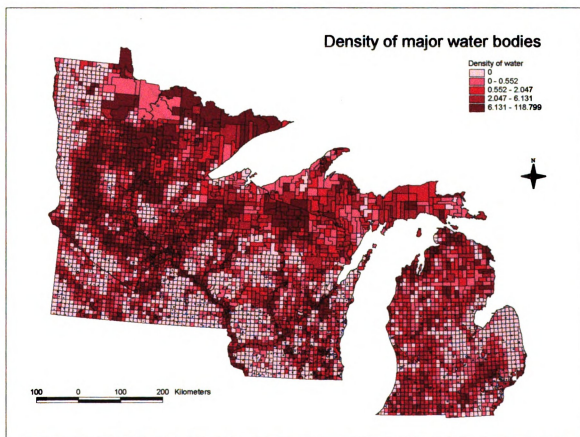 Density of major water bodies
Density of water
0
0 - 0.552
0.552 - 2.047
2.047 - 6.131
6.131 - 118.799
N
100 0 100 200 Kilometers